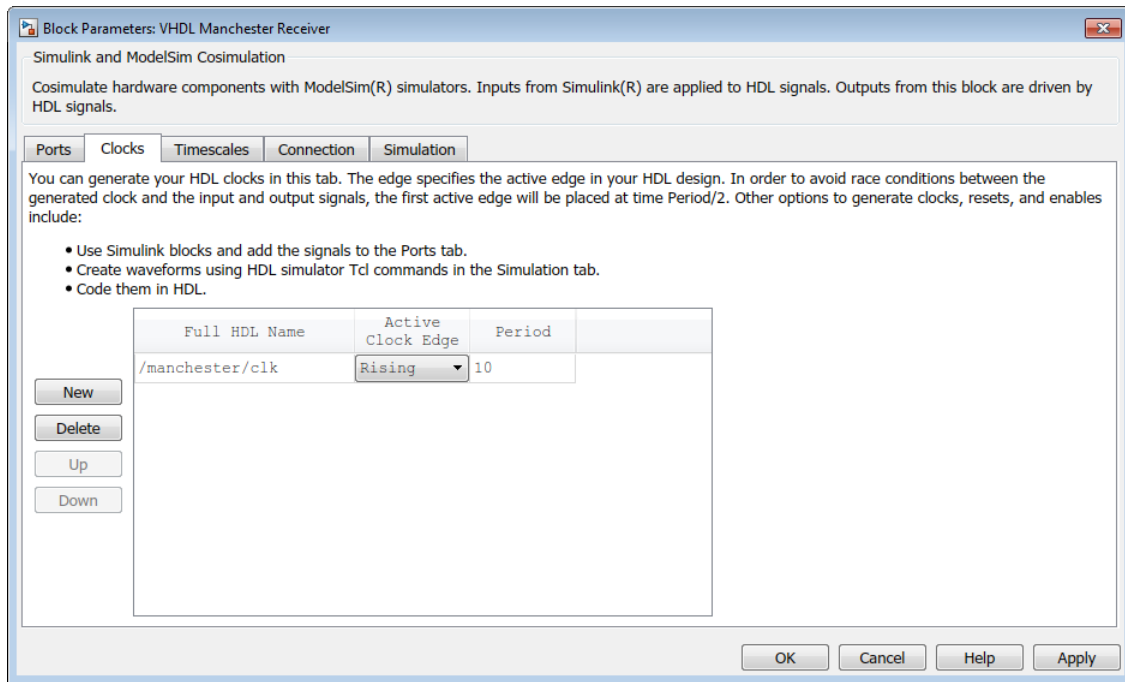 Block Parameters: VHDL Manchester Receiver
Simulink and ModelSim Cosimulation
Cosimulate hardware components with ModelSim(R) simulators. Inputs from Simulink(R) are applied to HDL signals. Outputs from this block are driven by
HDL signals.
Ports Clocks Timescales Connection Simulation
You can generate your HDL clocks in this tab. The edge specifies the active edge in your HDL design. In order to avoid race conditions between the
generated clock and the input and output signals, the first active edge will be placed at time Period/2. Other options to generate clocks, resets, and enables
include:
• Use Simulink blocks and add the signals to the Ports tab.
• Create waveforms using HDL simulator Tcl commands in the Simulation tab.
• Code them in HDL.
Full HDL Name Active Clock Edge Period
/manchester/clk Rising 10
New
Delete
Up
Down
OK Cancel Help Apply